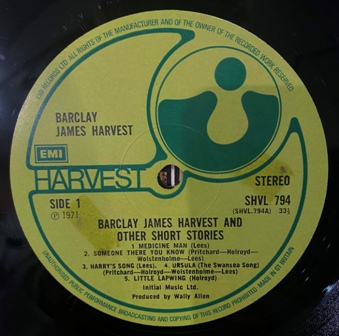 EMI RECORDS LTD. ALL RIGHTS OF THE MANUFACTURER AND OF THE OWNER OF THE RECORDED WORK RESERVED.
BARCLAY
JAMES HARVEST
EMI
HARVEST
STEREO
SIDE 1
SHVL 794
℗ 1971
(SHVL.794A) 33⅓
BARCLAY JAMES HARVEST AND
OTHER SHORT STORIES
1 MEDICINE MAN (Lees)
2. SOMEONE THERE YOU KNOW (Pritchard—Holroyd—
Wolstenholme—Lees)
3. HARRY'S SONG (Lees) 4. URSULA (The Swansea Song)
(Pritchard—Holroyd—Wolstenholme—Lees)
5. LITTLE LAPWING (Lees—Holroyd)
Initial Music Ltd.
Produced by Wally Allen
UNAUTHORISED PUBLIC PERFORMANCE BROADCASTING AND COPYING OF THIS RECORD PROHIBITED MADE IN GT BRITAIN